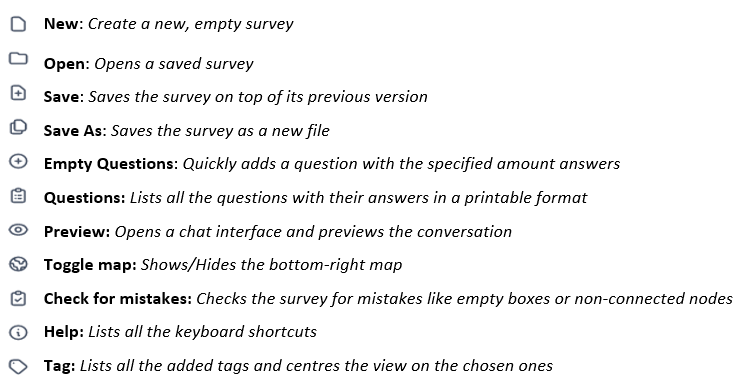 New: Create a new, empty survey
Open: Opens a saved survey
Save: Saves the survey on top of its previous version
Save As: Saves the survey as a new file
Empty Questions: Quickly adds a question with the specified amount answers
Questions: Lists all the questions with their answers in a printable format
Preview: Opens a chat interface and previews the conversation
Toggle map: Shows/Hides the bottom-right map
Check for mistakes: Checks the survey for mistakes like empty boxes or non-connected nodes
Help: Lists all the keyboard shortcuts
Tag: Lists all the added tags and centres the view on the chosen ones